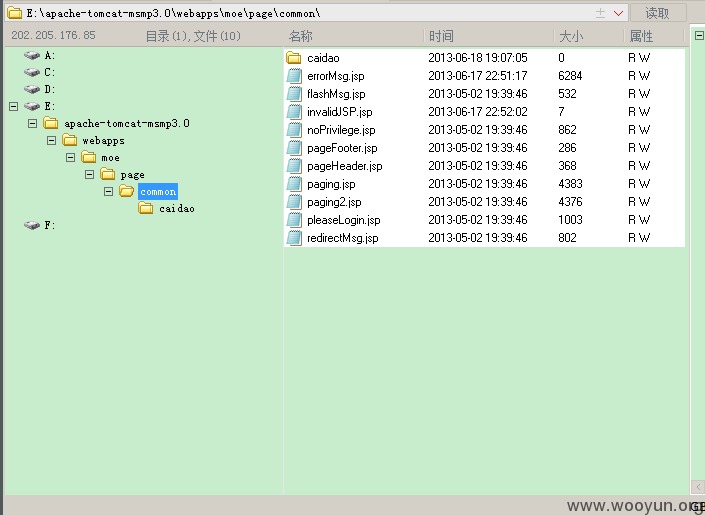 E:\apache-tomcat-msmp3.0\webapps\moe\page\common\ 读取
202.205.176.85 目录(1),文件(10) 名称 时间 大小 属性
A:
C:
D:
E:
apache-tomcat-msmp3.0
webapps
moe
page
common
caidao
F:
caidao 2013-06-18 19:07:05 0 R W
errorMsg.jsp 2013-06-17 22:51:17 6284 R W
flashMsg.jsp 2013-05-02 19:39:46 532 R W
invalidJSP.jsp 2013-06-17 22:52:02 7 R W
noPrivilege.jsp 2013-05-02 19:39:46 862 R W
pageFooter.jsp 2013-05-02 19:39:46 286 R W
pageHeader.jsp 2013-05-02 19:39:46 368 R W
paging.jsp 2013-05-02 19:39:46 4383 R W
paging2.jsp 2013-05-02 19:39:46 4376 R W
pleaseLogin.jsp 2013-05-02 19:39:46 1003 R W
redirectMsg.jsp 2013-05-02 19:39:46 802 R W
www.wooyun.org